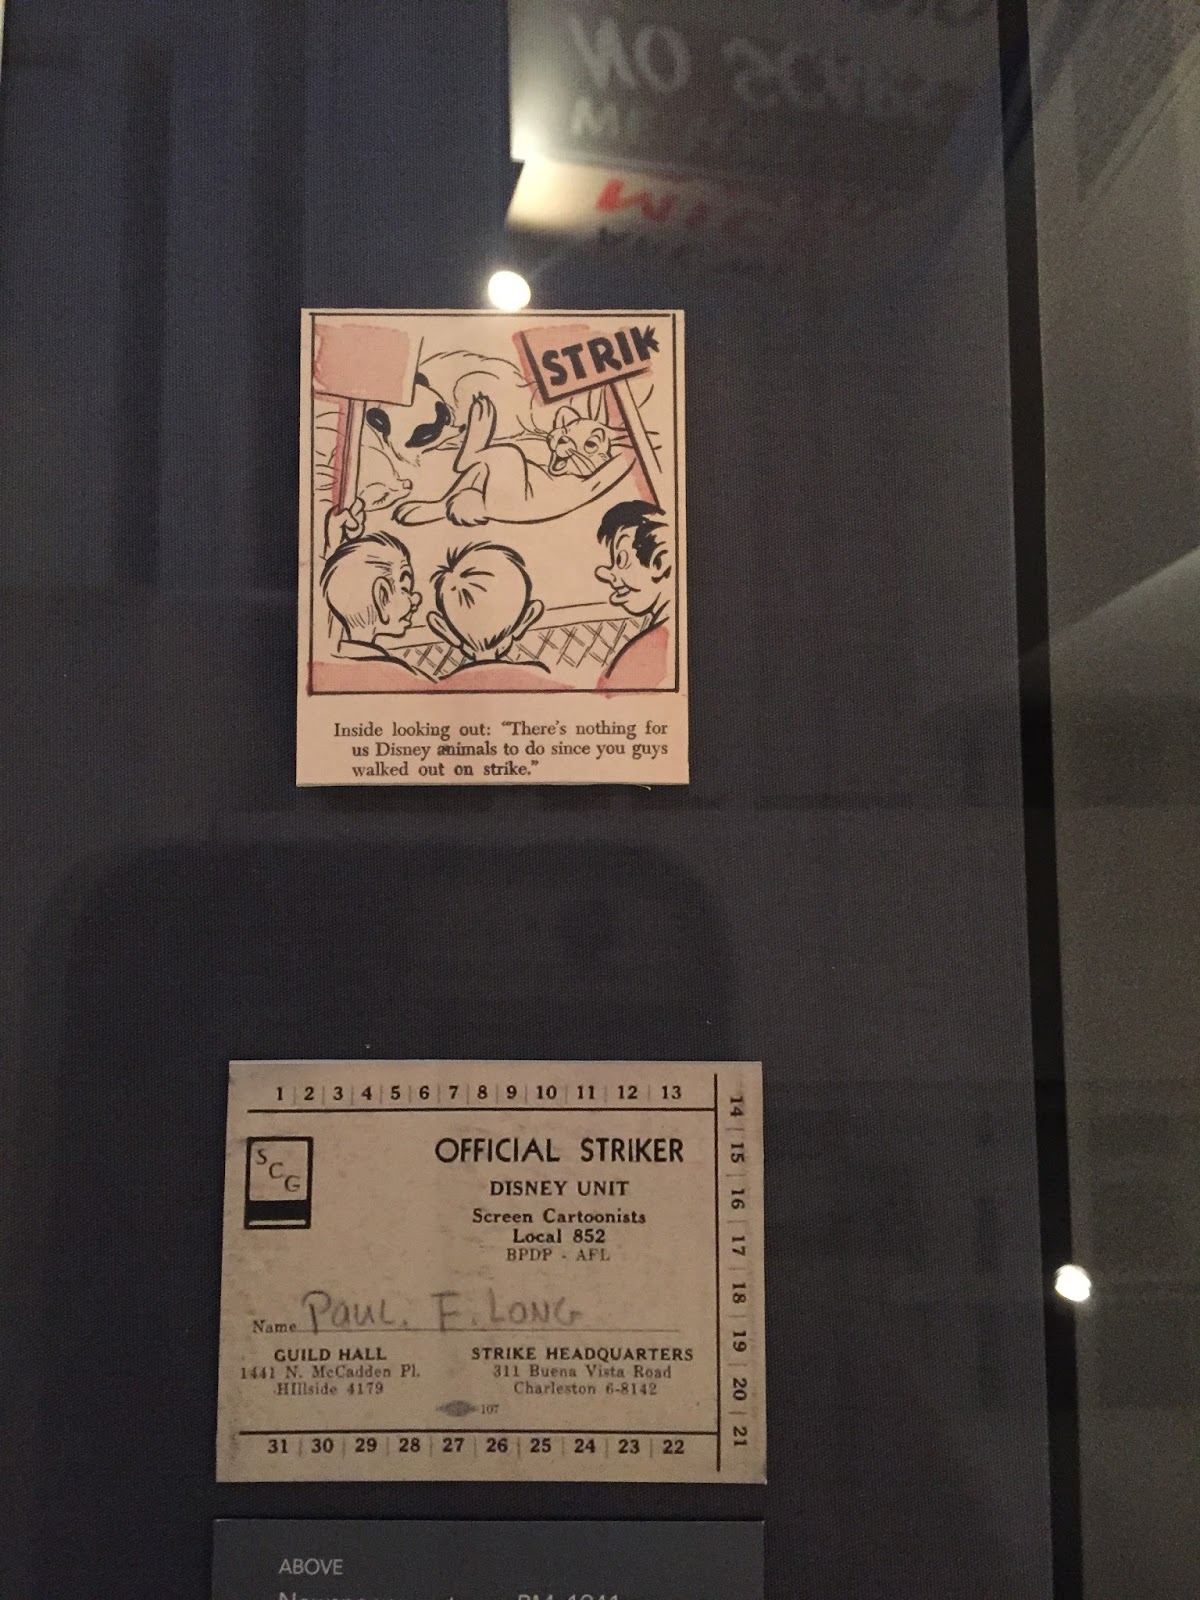 NO
STRIK
Inside looking out: "There's nothing for
us Disney animals to do since you guys
walked out on strike."
1 | 2 | 3 | 4 | 5 | 6 | 7 | 8 | 9 | 10 | 11 | 12 | 13
14 | 15 | 16 | 17 | 18 | 19 | 20 | 21
SCG
OFFICIAL STRIKER
DISNEY UNIT
Screen Cartoonists
Local 852
BPDP - AFL
Name PAUL. F. LONG
GUILD HALL
1441 N. McCadden Pl.
HIllside 4179
STRIKE HEADQUARTERS
311 Buena Vista Road
Charleston 6-8142
107
31 | 30 | 29 | 28 | 27 | 26 | 25 | 24 | 23 | 22
ABOVE
PM 1941